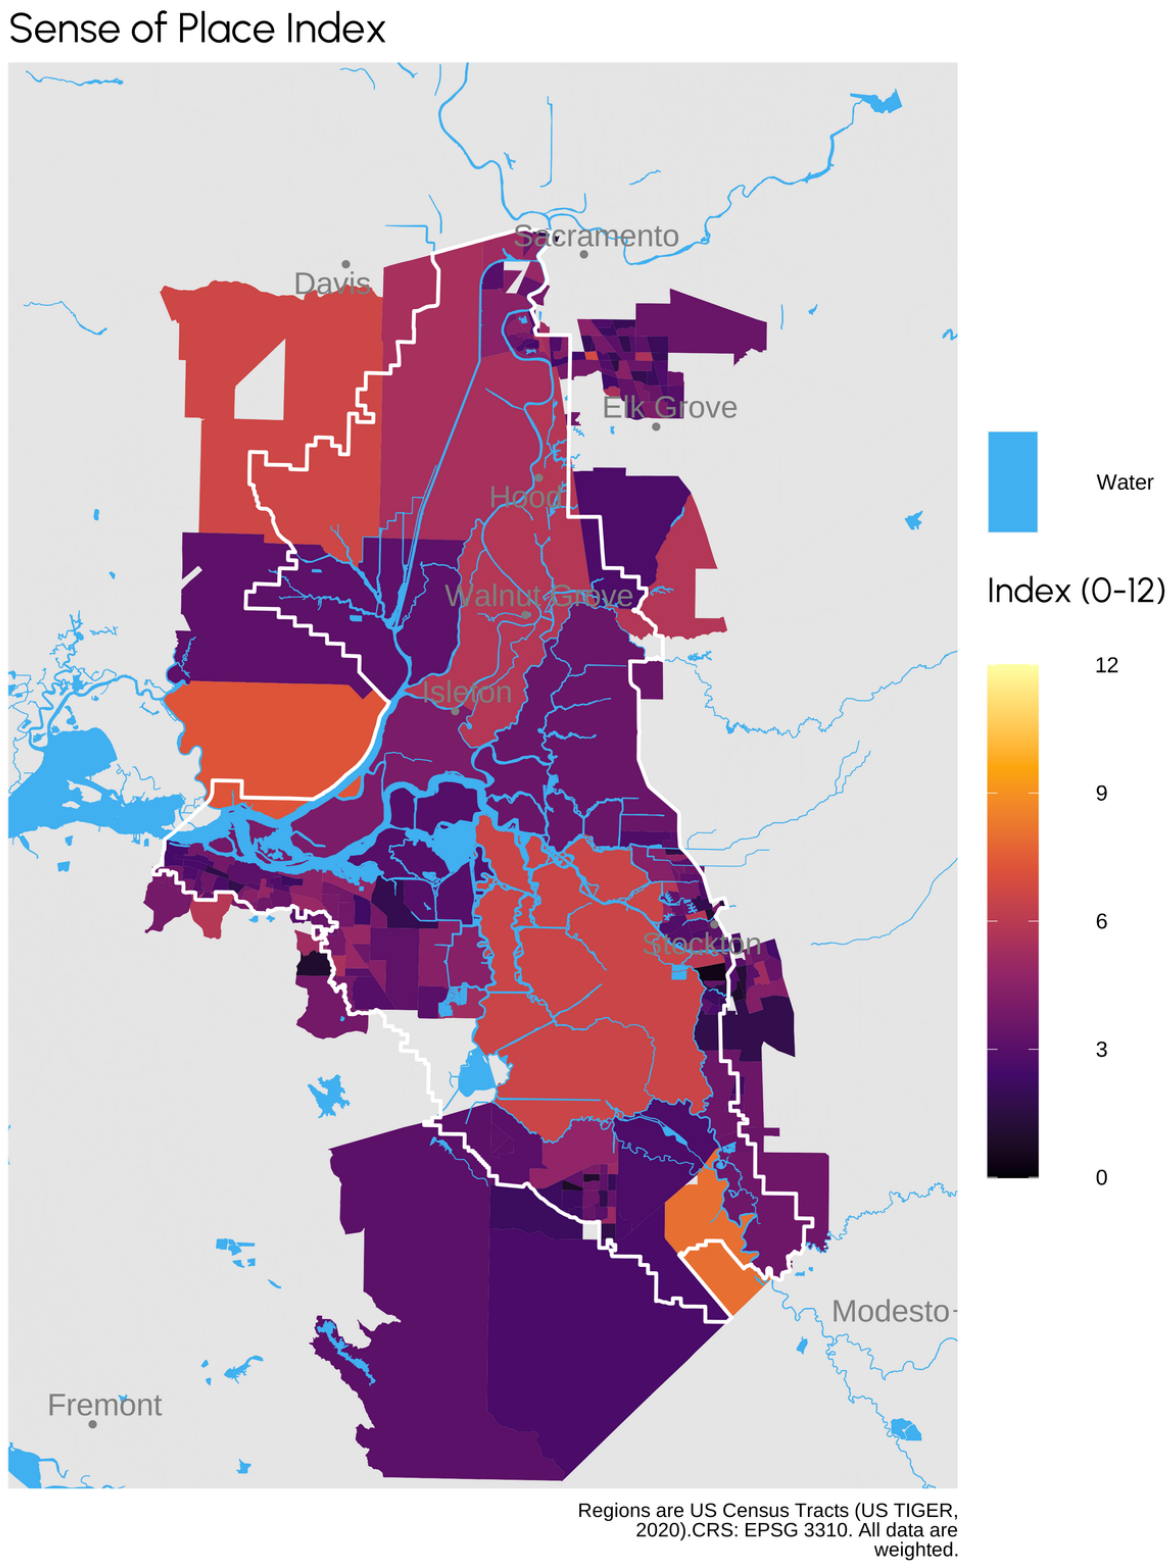 Sense of Place Index
Sacramento
Davis
Elk Grove
Hood
Walnut Grove
Isleton
Stockton
Modesto
Fremont
Water
Index (0-12)
12
9
6
3
0
Regions are US Census Tracts (US TIGER,
2020).CRS: EPSG 3310. All data are
weighted.